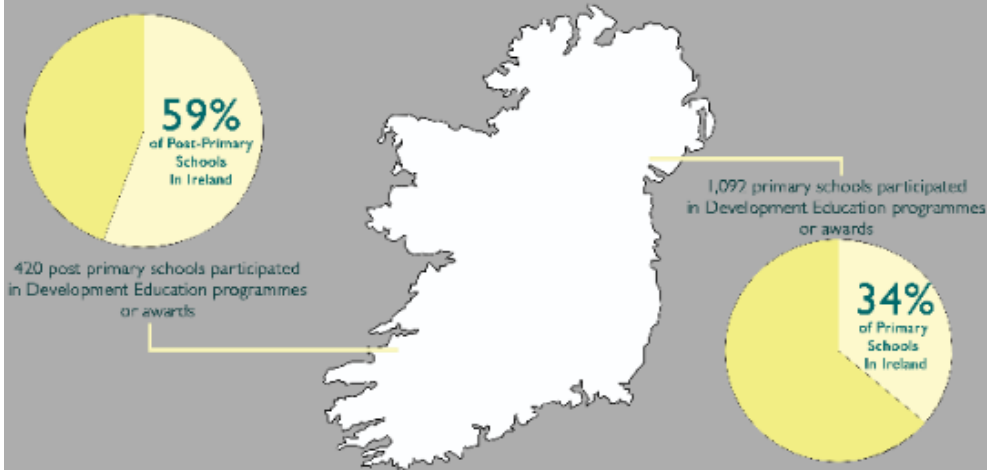 59%
of Post-Primary
Schools
In Ireland
420 post primary schools participated
in Development Education programmes
or awards
1,092 primary schools participated
in Development Education programmes
or awards
34%
of Primary
Schools
In Ireland